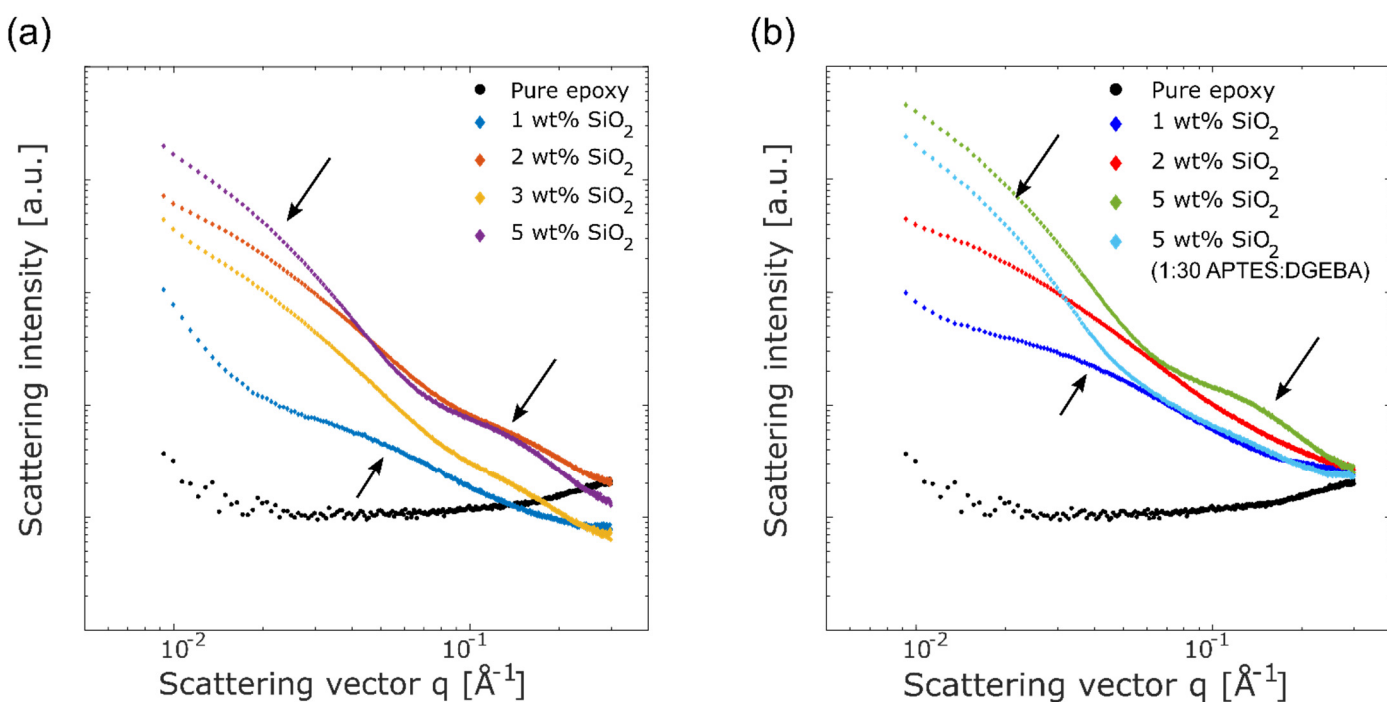 (a)
Scattering intensity [a.u.]
Pure epoxy
1 wt% SiO₂
2 wt% SiO₂
3 wt% SiO₂
5 wt% SiO₂
10⁻²
10⁻¹
Scattering vector q [Å⁻¹]
(b)
Scattering intensity [a.u.]
Pure epoxy
1 wt% SiO₂
2 wt% SiO₂
5 wt% SiO₂
5 wt% SiO₂
(1:30 APTES:DGEBA)
10⁻²
10⁻¹
Scattering vector q [Å⁻¹]